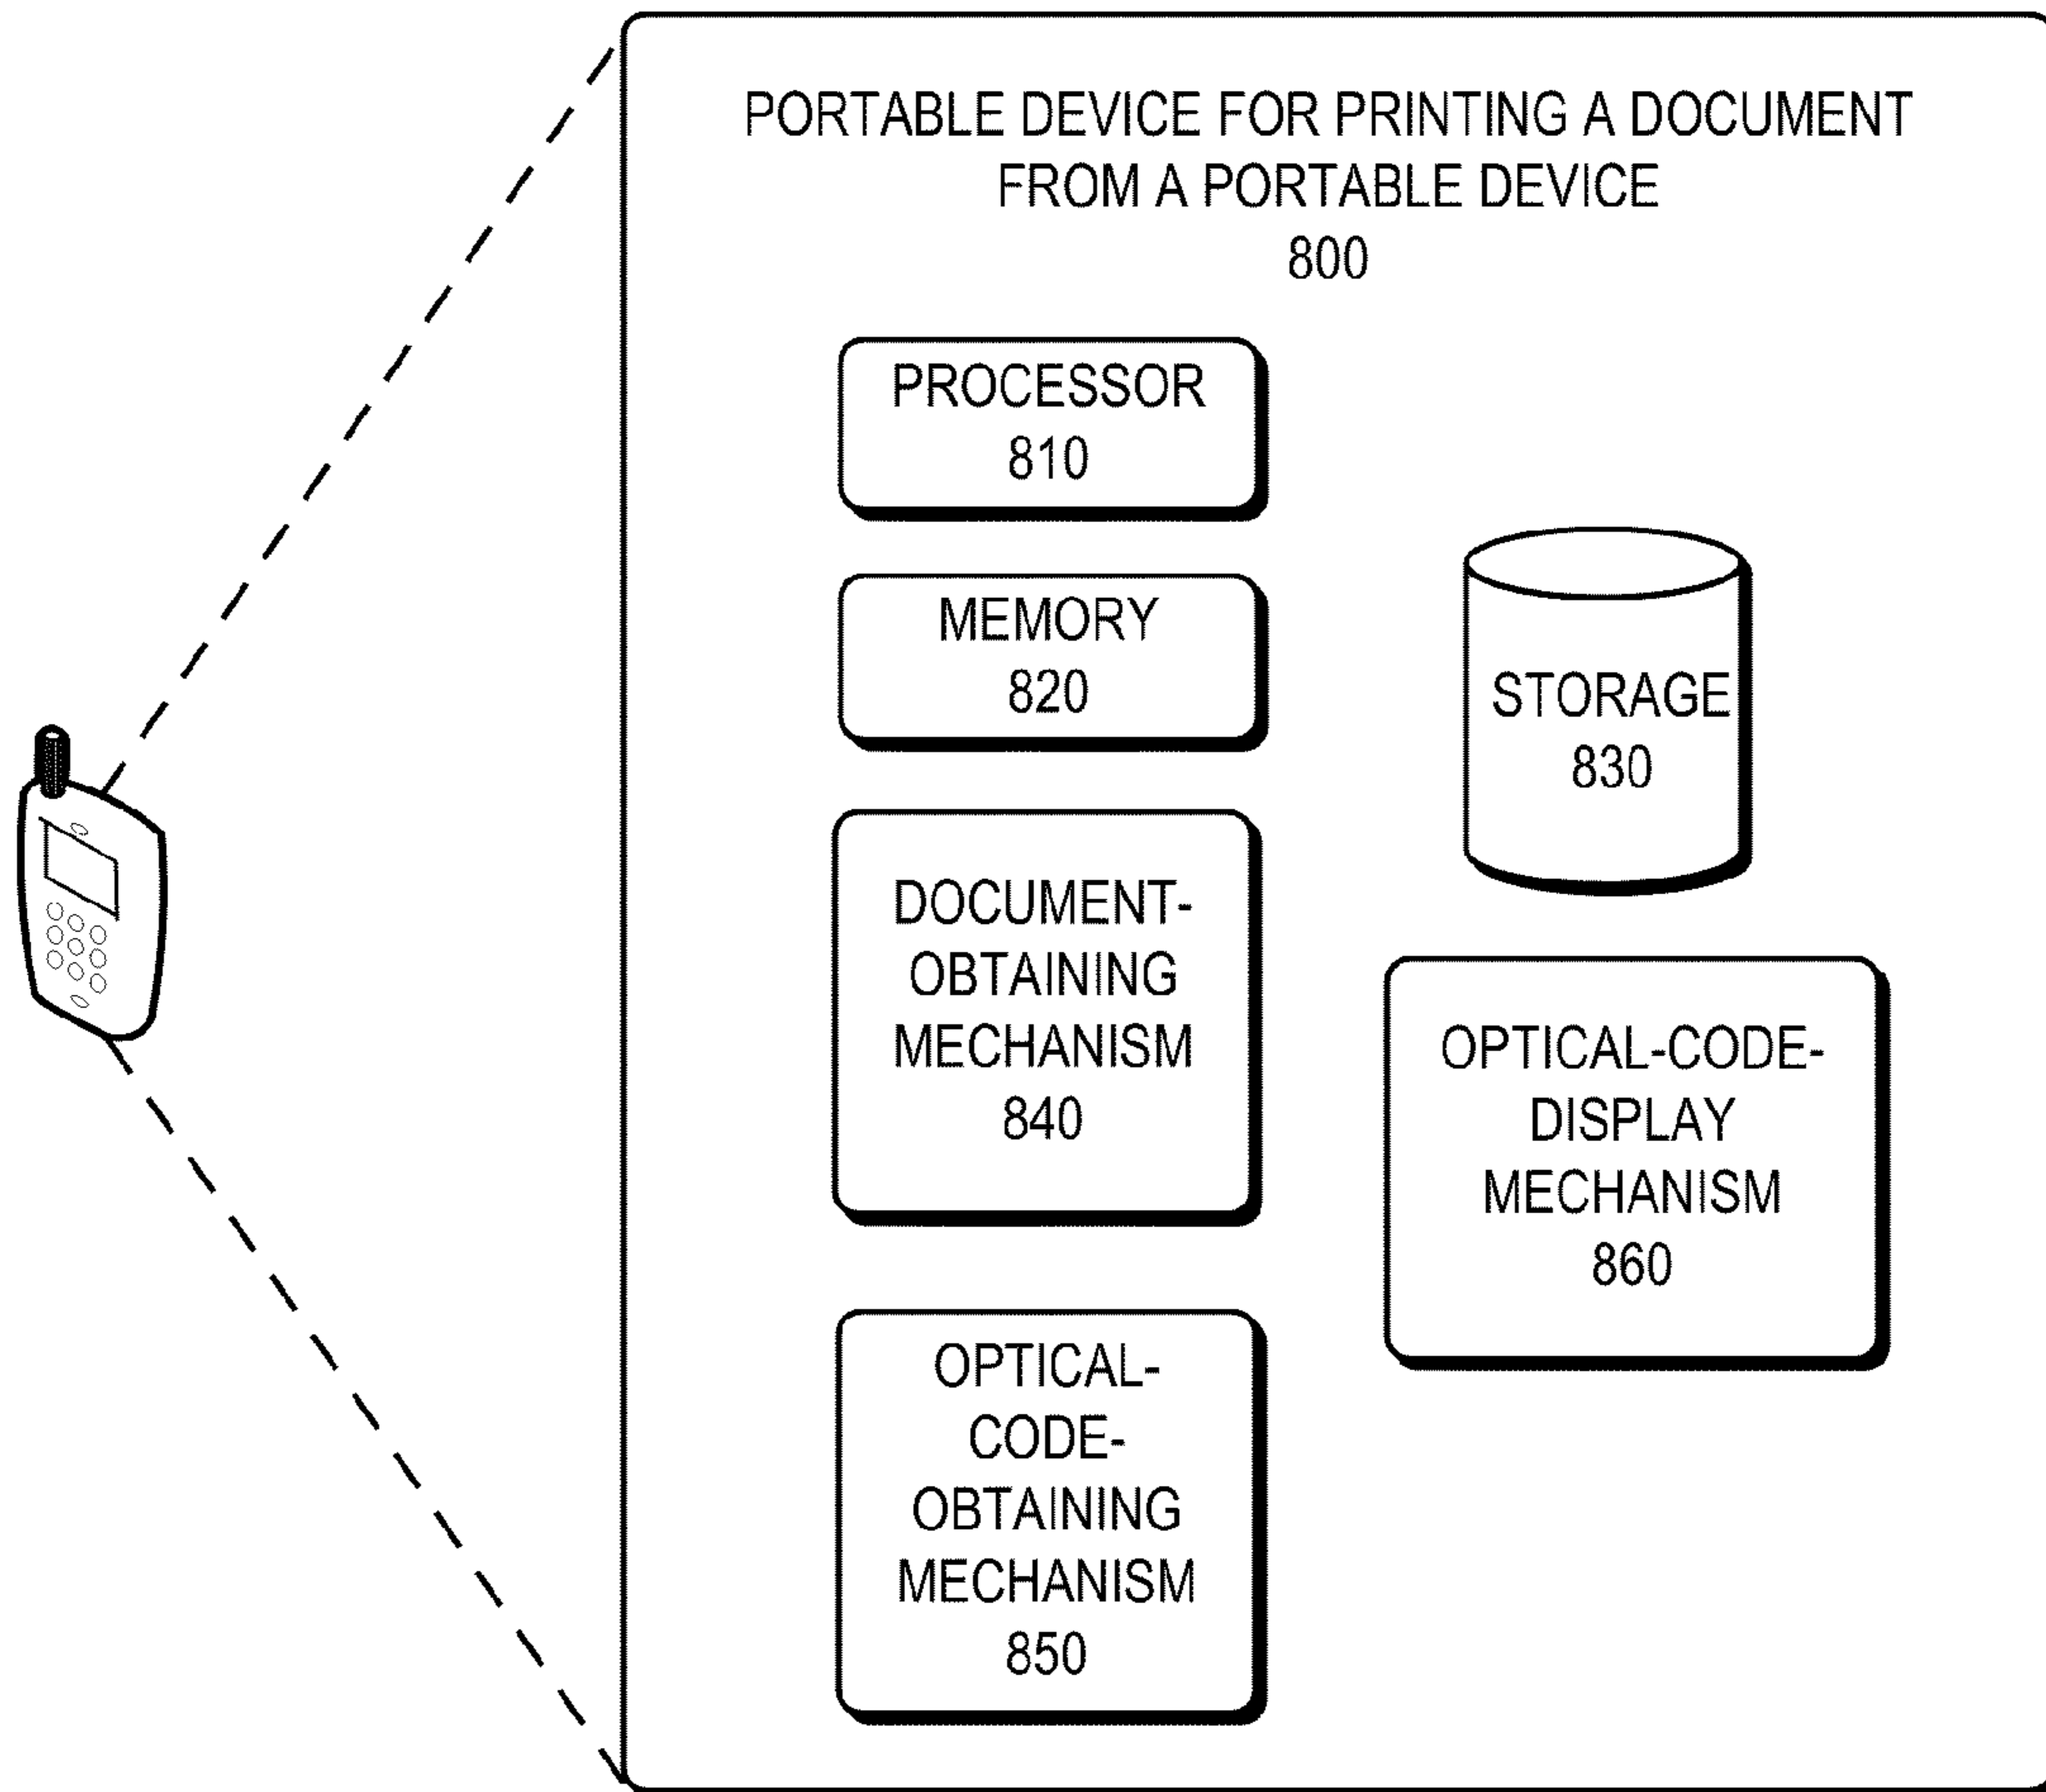 PORTABLE DEVICE FOR PRINTING A DOCUMENT
FROM A PORTABLE DEVICE
800
PROCESSOR
810
MEMORY
820
STORAGE
830
DOCUMENT-
OBTAINING
MECHANISM
840
OPTICAL-CODE-
DISPLAY
MECHANISM
860
OPTICAL-
CODE-
OBTAINING
MECHANISM
850